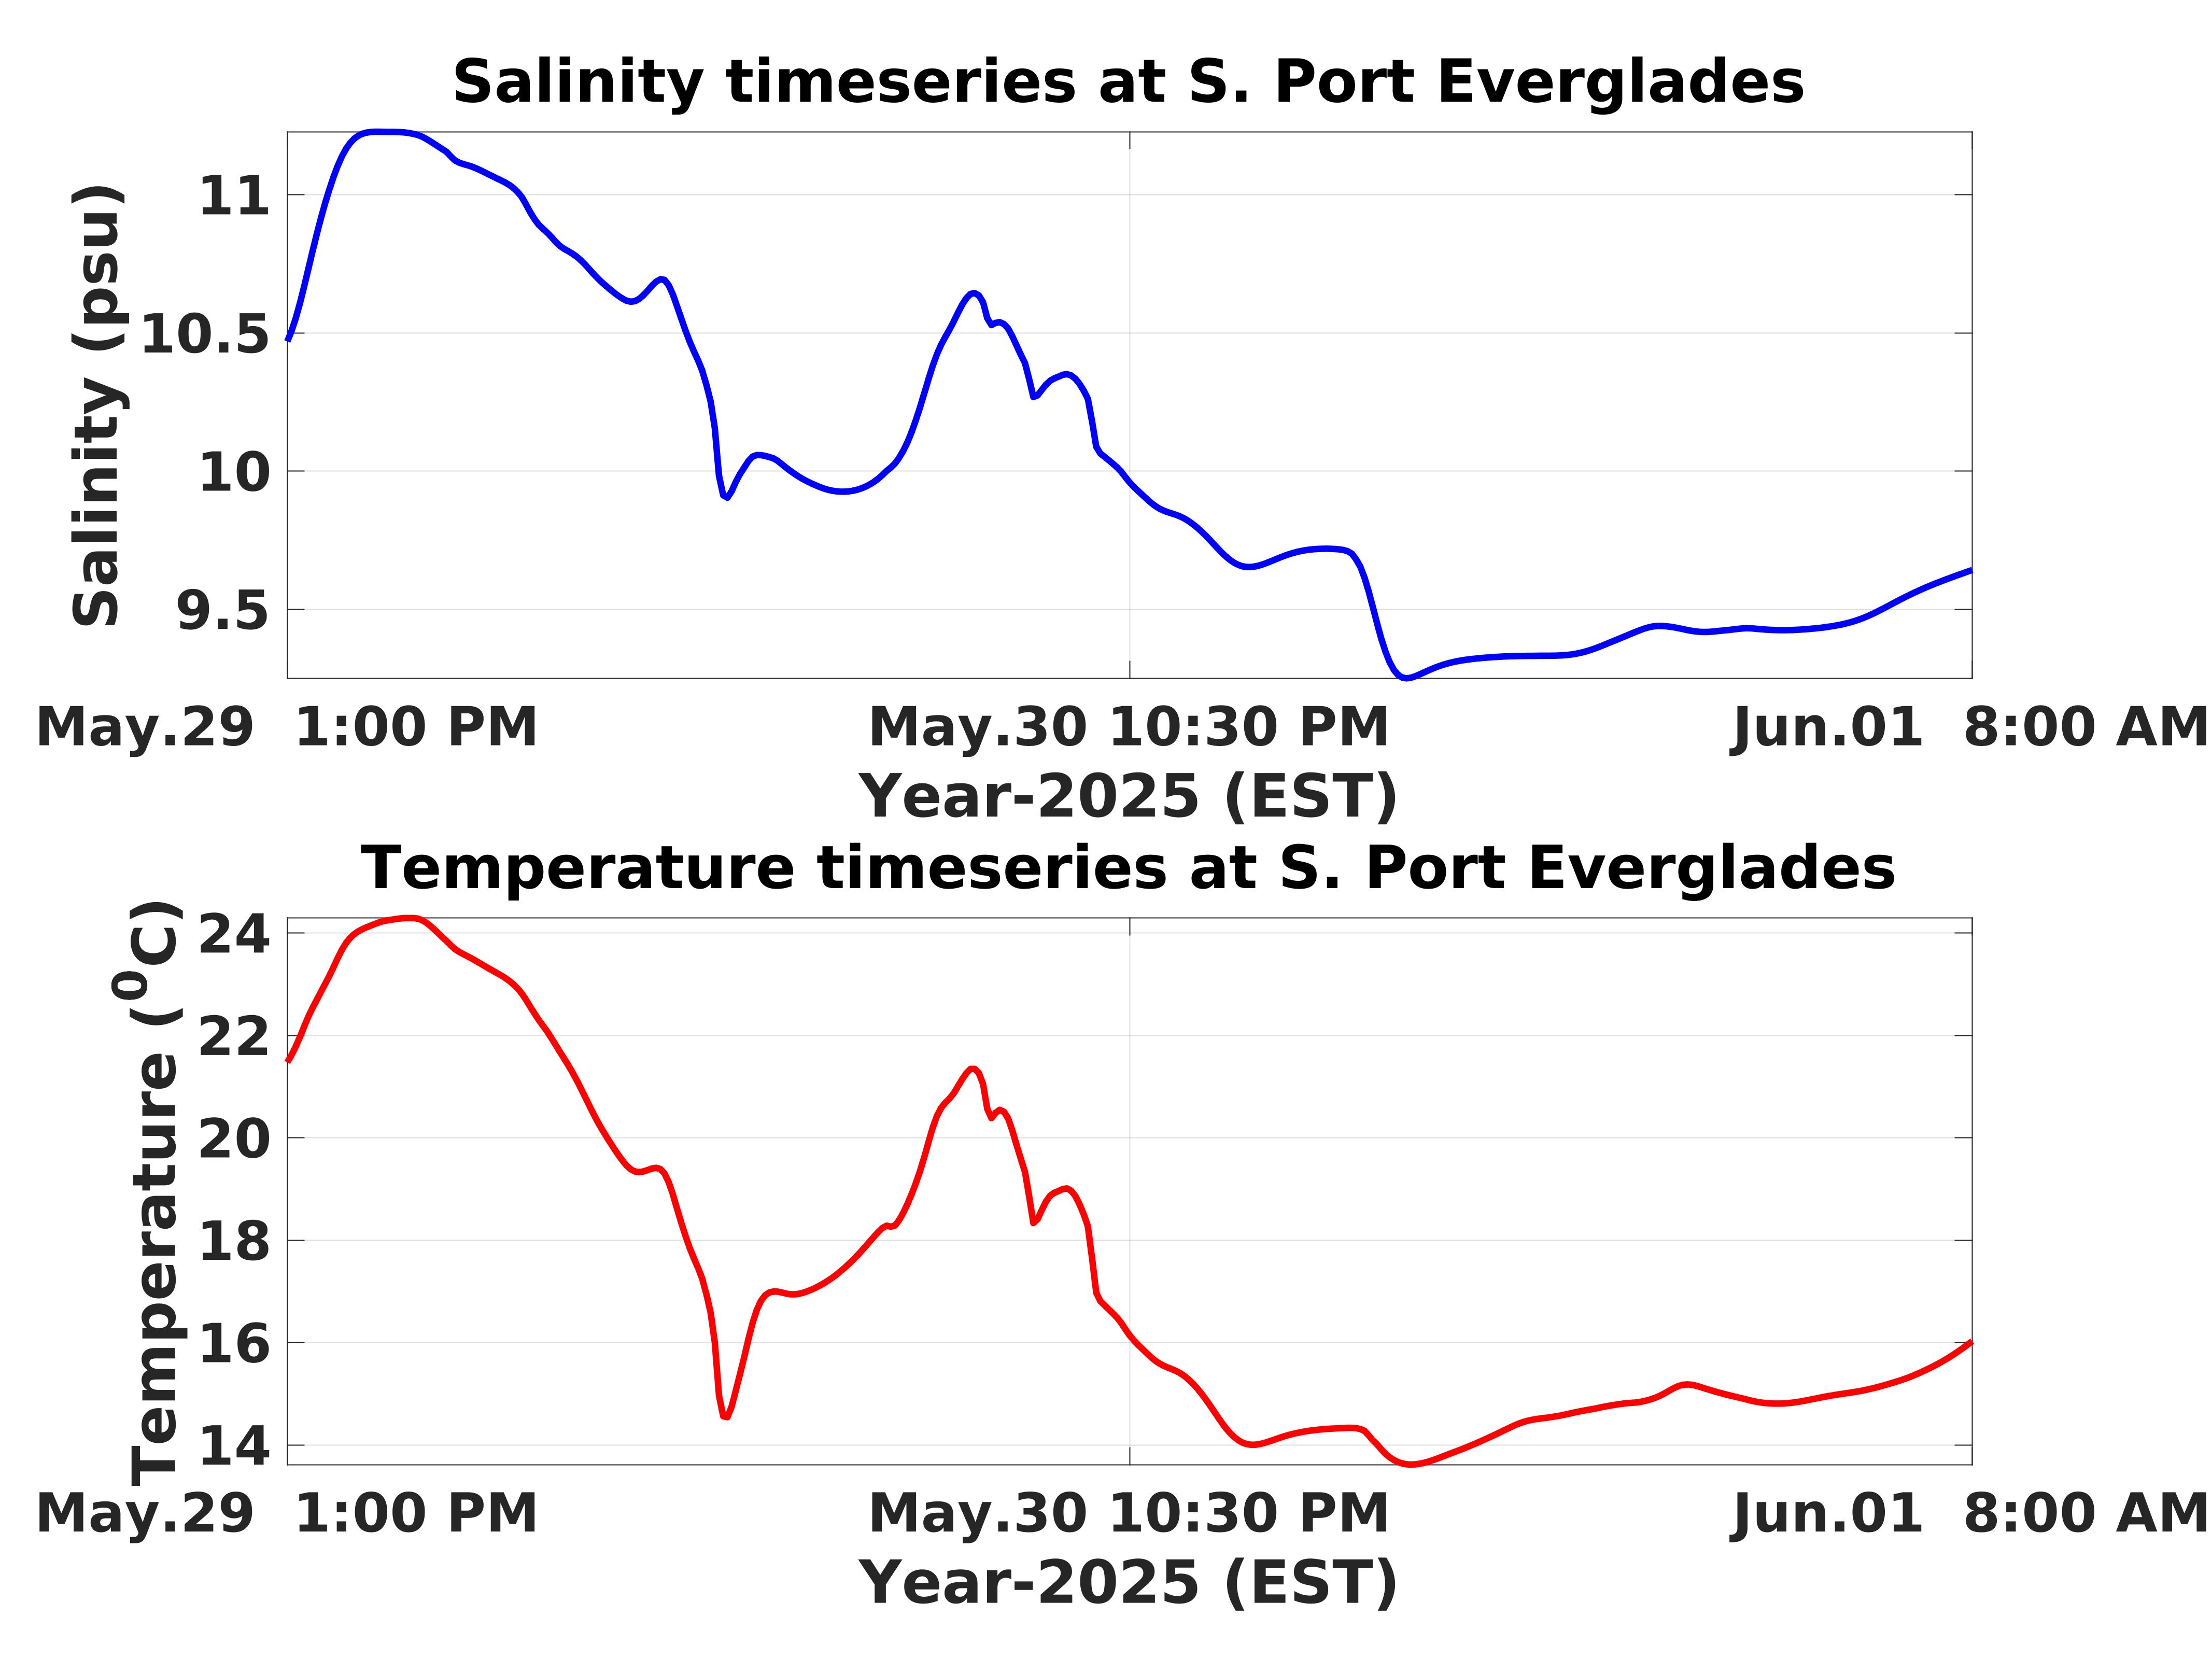 Salinity timeseries at S. Port Everglades
Salinity (psu)
11
10.5
10
9.5
May.29 1:00 PM
May.30 10:30 PM
Jun.01 8:00 AM
Year-2025 (EST)
Temperature timeseries at S. Port Everglades
Temperature (⁰C)
24
22
20
18
16
14
May.29 1:00 PM
May.30 10:30 PM
Jun.01 8:00 AM
Year-2025 (EST)